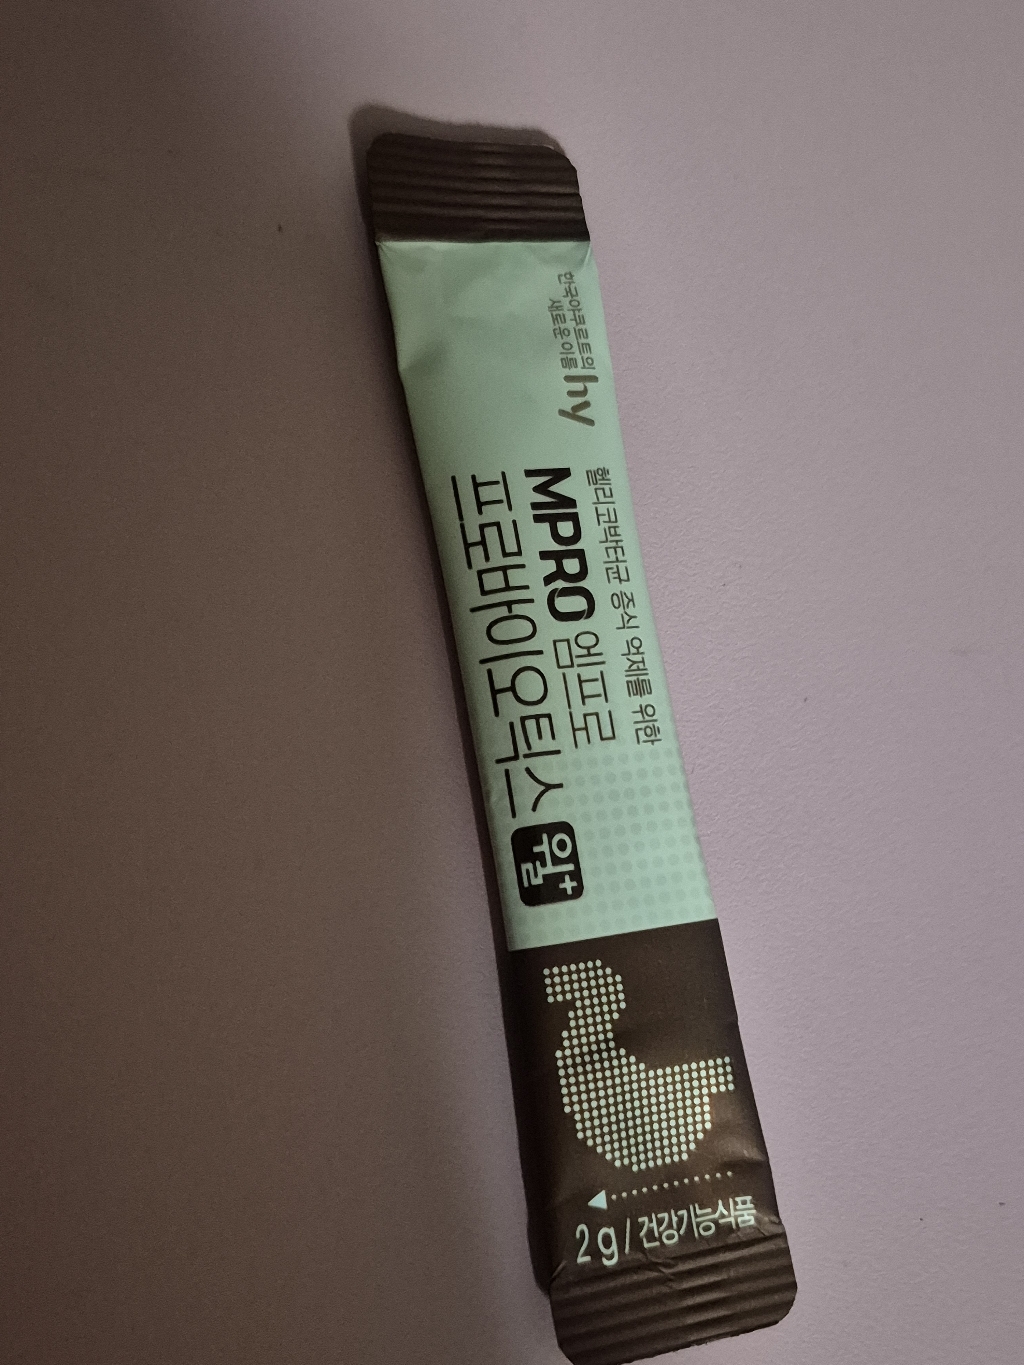 한국야쿠르트의
새로운 이름
hy
헬리코박터균 증식 억제를 위한
MPRO 엠프로
프로바이오틱스 윌+
2 g / 건강기능식품